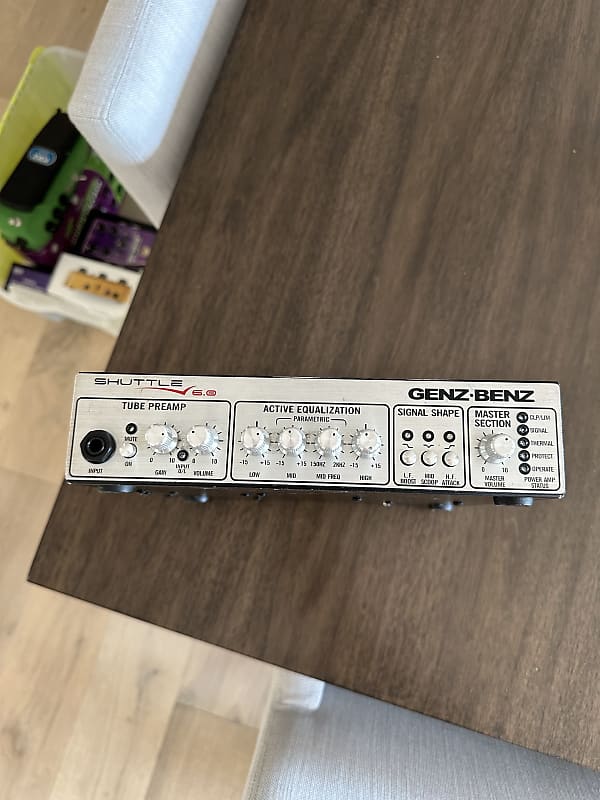 SHUTTLE 6.0
GENZ·BENZ
TUBE PREAMP
MUTE
ON
INPUT
0 10
GAIN
INPUT
O/L
0 10
VOLUME
ACTIVE EQUALIZATION
PARAMETRIC
-15 +15
LOW
-15 +15
MID
150HZ 2KHZ
MID FREQ
-15 +15
HIGH
SIGNAL SHAPE
L.F.
BOOST
MID
SCOOP
H.F.
ATTACK
MASTER
SECTION
0 10
MASTER
VOLUME
CLP/LIM
SIGNAL
THERMAL
PROTECT
OPERATE
POWER AMP
STATUS